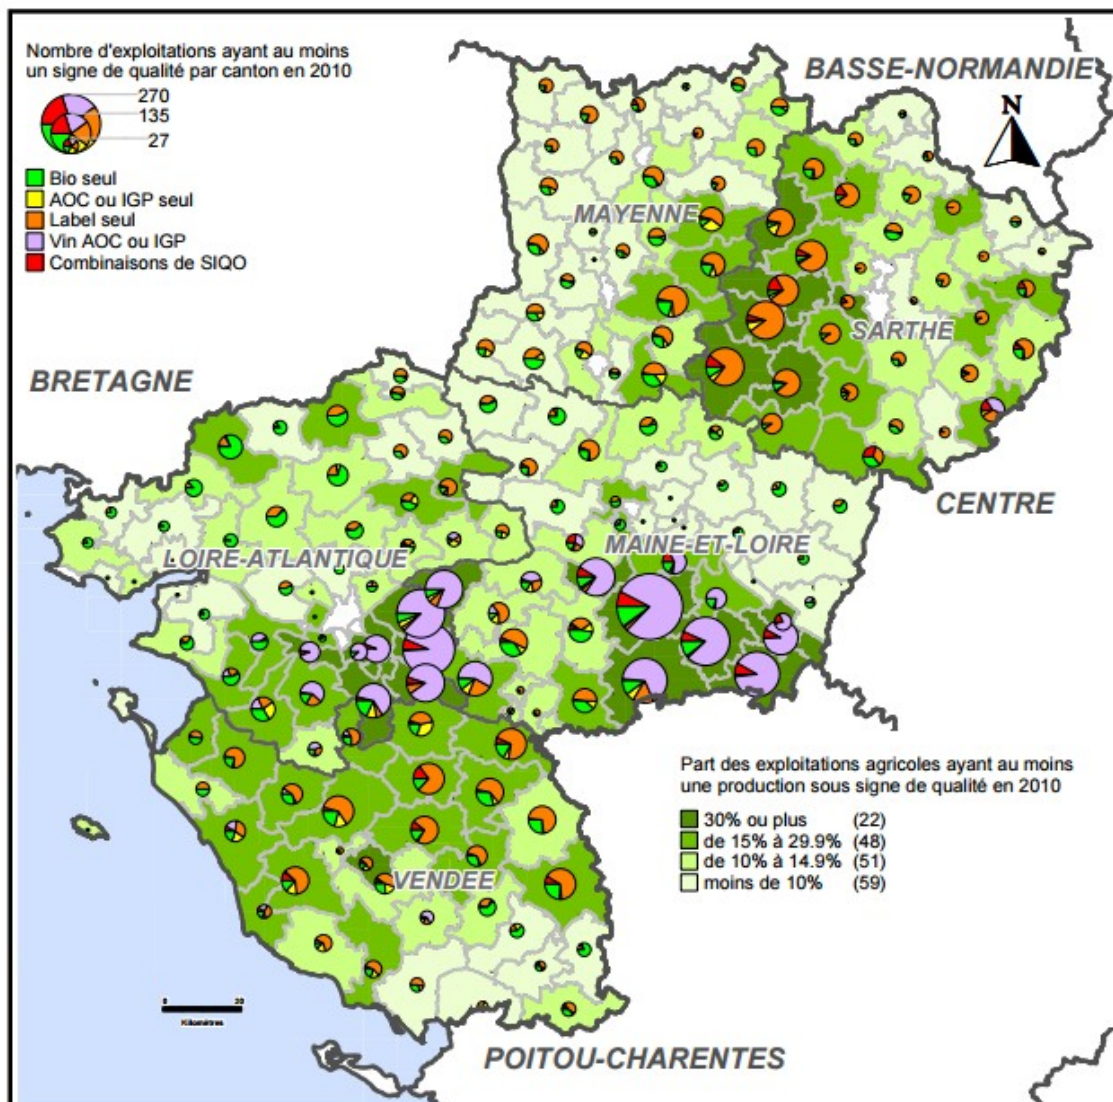 Nombre d'exploitations ayant au moins
un signe de qualité par canton en 2010
270
135
27
Bio seul
AOC ou IGP seul
Label seul
Vin AOC ou IGP
Combinaisons de SIQO
BASSE-NORMANDIE
N
MAYENNE
SARTHE
BRETAGNE
CENTRE
LOIRE-ATLANTIQUE
MAINE-ET-LOIRE
Part des exploitations agricoles ayant au moins
une production sous signe de qualité en 2010
30% ou plus (22)
de 15% à 29.9% (48)
de 10% à 14.9% (51)
moins de 10% (59)
VENDEE
0 20
Kilomètres
POITOU-CHARENTES